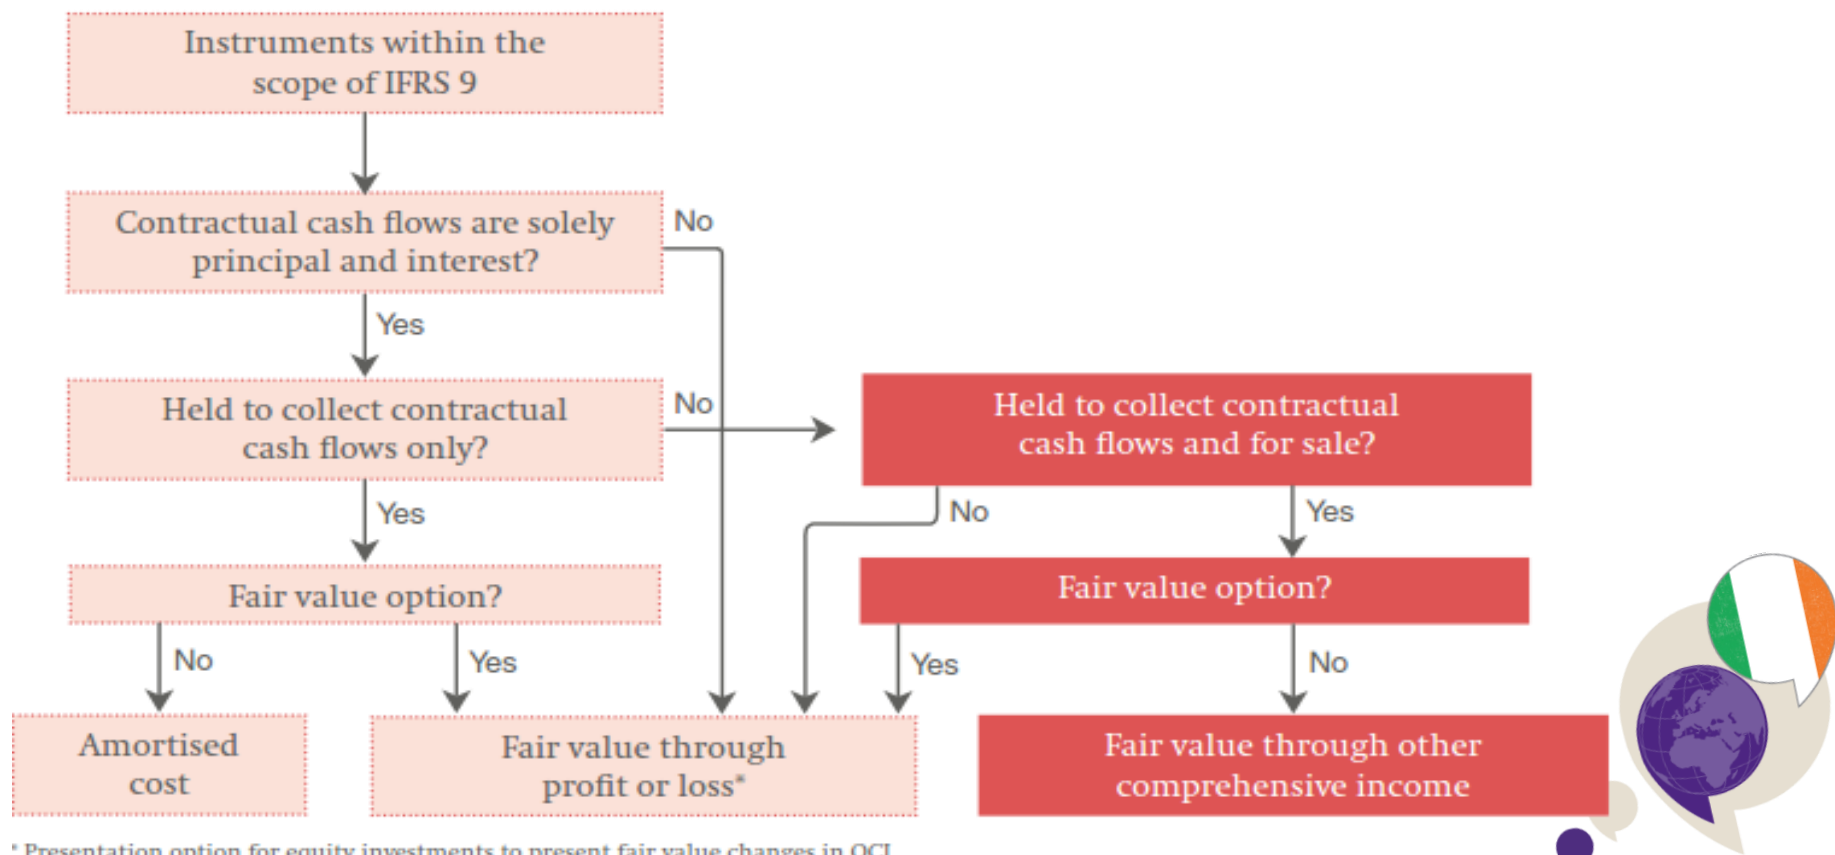 Instruments within the
scope of IFRS 9
Contractual cash flows are solely
principal and interest?
No
Yes
Held to collect contractual
cash flows only?
No
Held to collect contractual
cash flows and for sale?
Yes
No
Yes
Fair value option?
Fair value option?
No
Yes
Yes
No
Amortised
cost
Fair value through
profit or loss*
Fair value through other
comprehensive income
* Presentation option for equity investments to present fair value changes in OCI